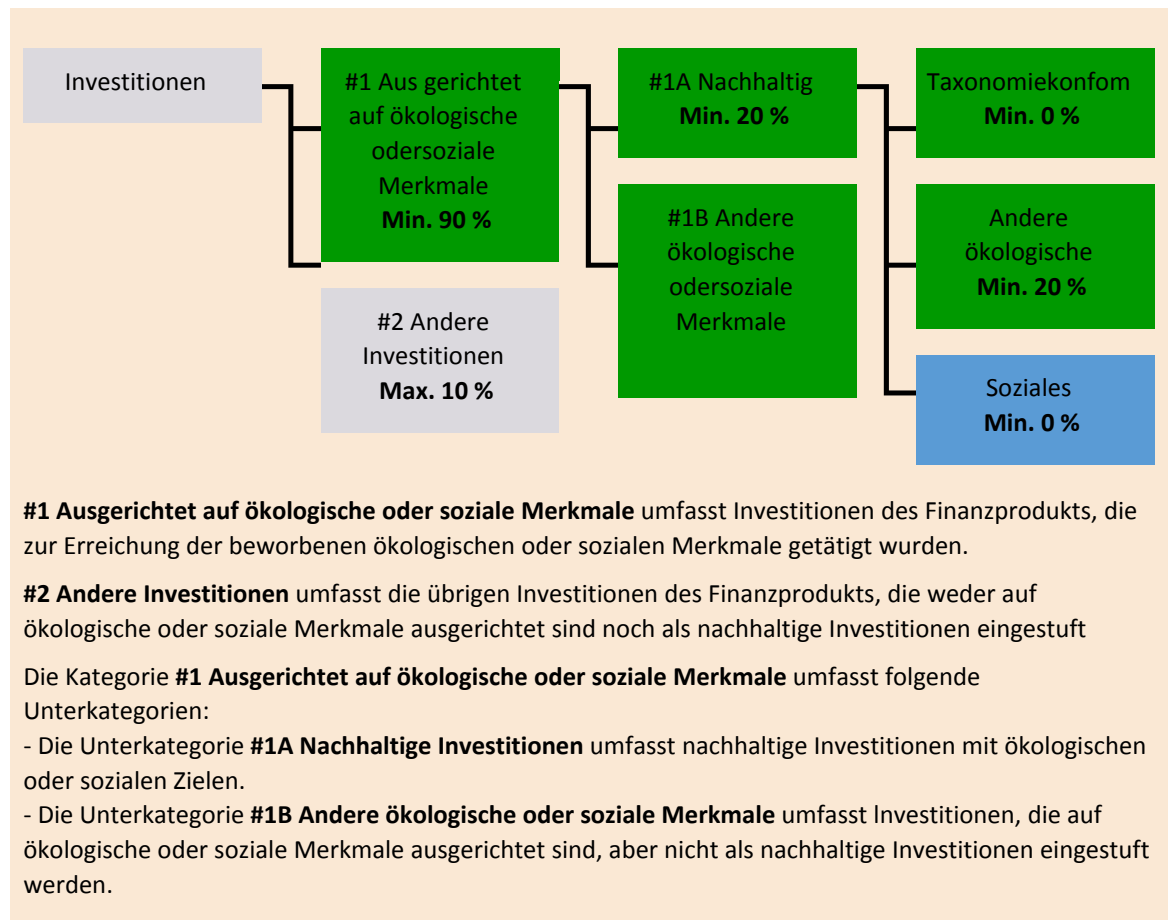 Investitionen
#1 Aus gerichtet
auf ökologische
odersoziale
Merkmale
Min. 90 %
#2 Andere
Investitionen
Max. 10 %
#1A Nachhaltig
Min. 20 %
#1B Andere
ökologische
odersoziale
Merkmale
Taxonomiekonfom
Min. 0 %
Andere
ökologische
Min. 20 %
Soziales
Min. 0 %
#1 Ausgerichtet auf ökologische oder soziale Merkmale umfasst Investitionen des Finanzprodukts, die
zur Erreichung der beworbenen ökologischen oder sozialen Merkmale getätigt wurden.
#2 Andere Investitionen umfasst die übrigen Investitionen des Finanzprodukts, die weder auf
ökologische oder soziale Merkmale ausgerichtet sind noch als nachhaltige Investitionen eingestuft
Die Kategorie #1 Ausgerichtet auf ökologische oder soziale Merkmale umfasst folgende
Unterkategorien:
- Die Unterkategorie #1A Nachhaltige Investitionen umfasst nachhaltige Investitionen mit ökologischen
oder sozialen Zielen.
- Die Unterkategorie #1B Andere ökologische oder soziale Merkmale umfasst lnvestitionen, die auf
ökologische oder soziale Merkmale ausgerichtet sind, aber nicht als nachhaltige Investitionen eingestuft
werden.